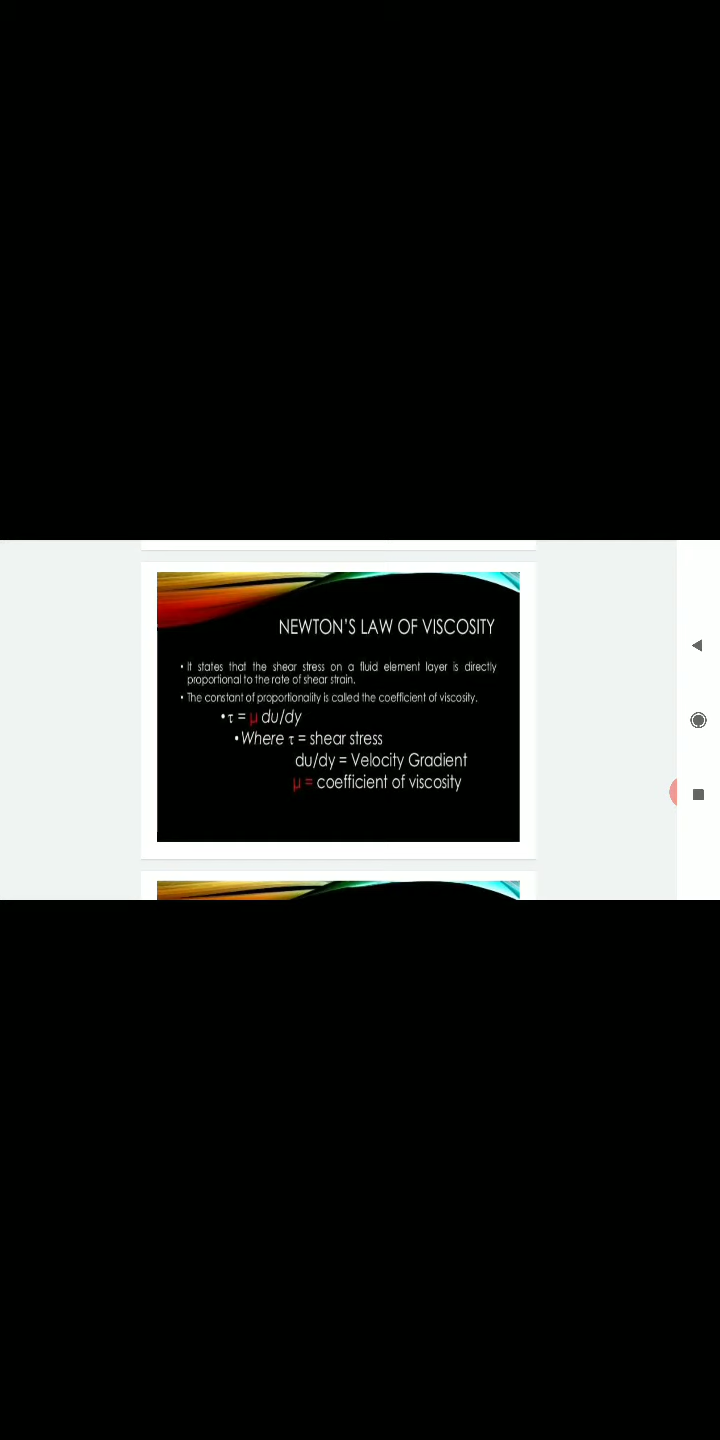 NEWTON'S LAW OF VISCOSITY
• It states that the shear stress on a fluid element layer is directly
proportional to the rate of shear strain.
• The constant of proportionality is called the coefficient of viscosity.
• τ = μ du/dy
• Where τ = shear stress
du/dy = Velocity Gradient
μ = coefficient of viscosity